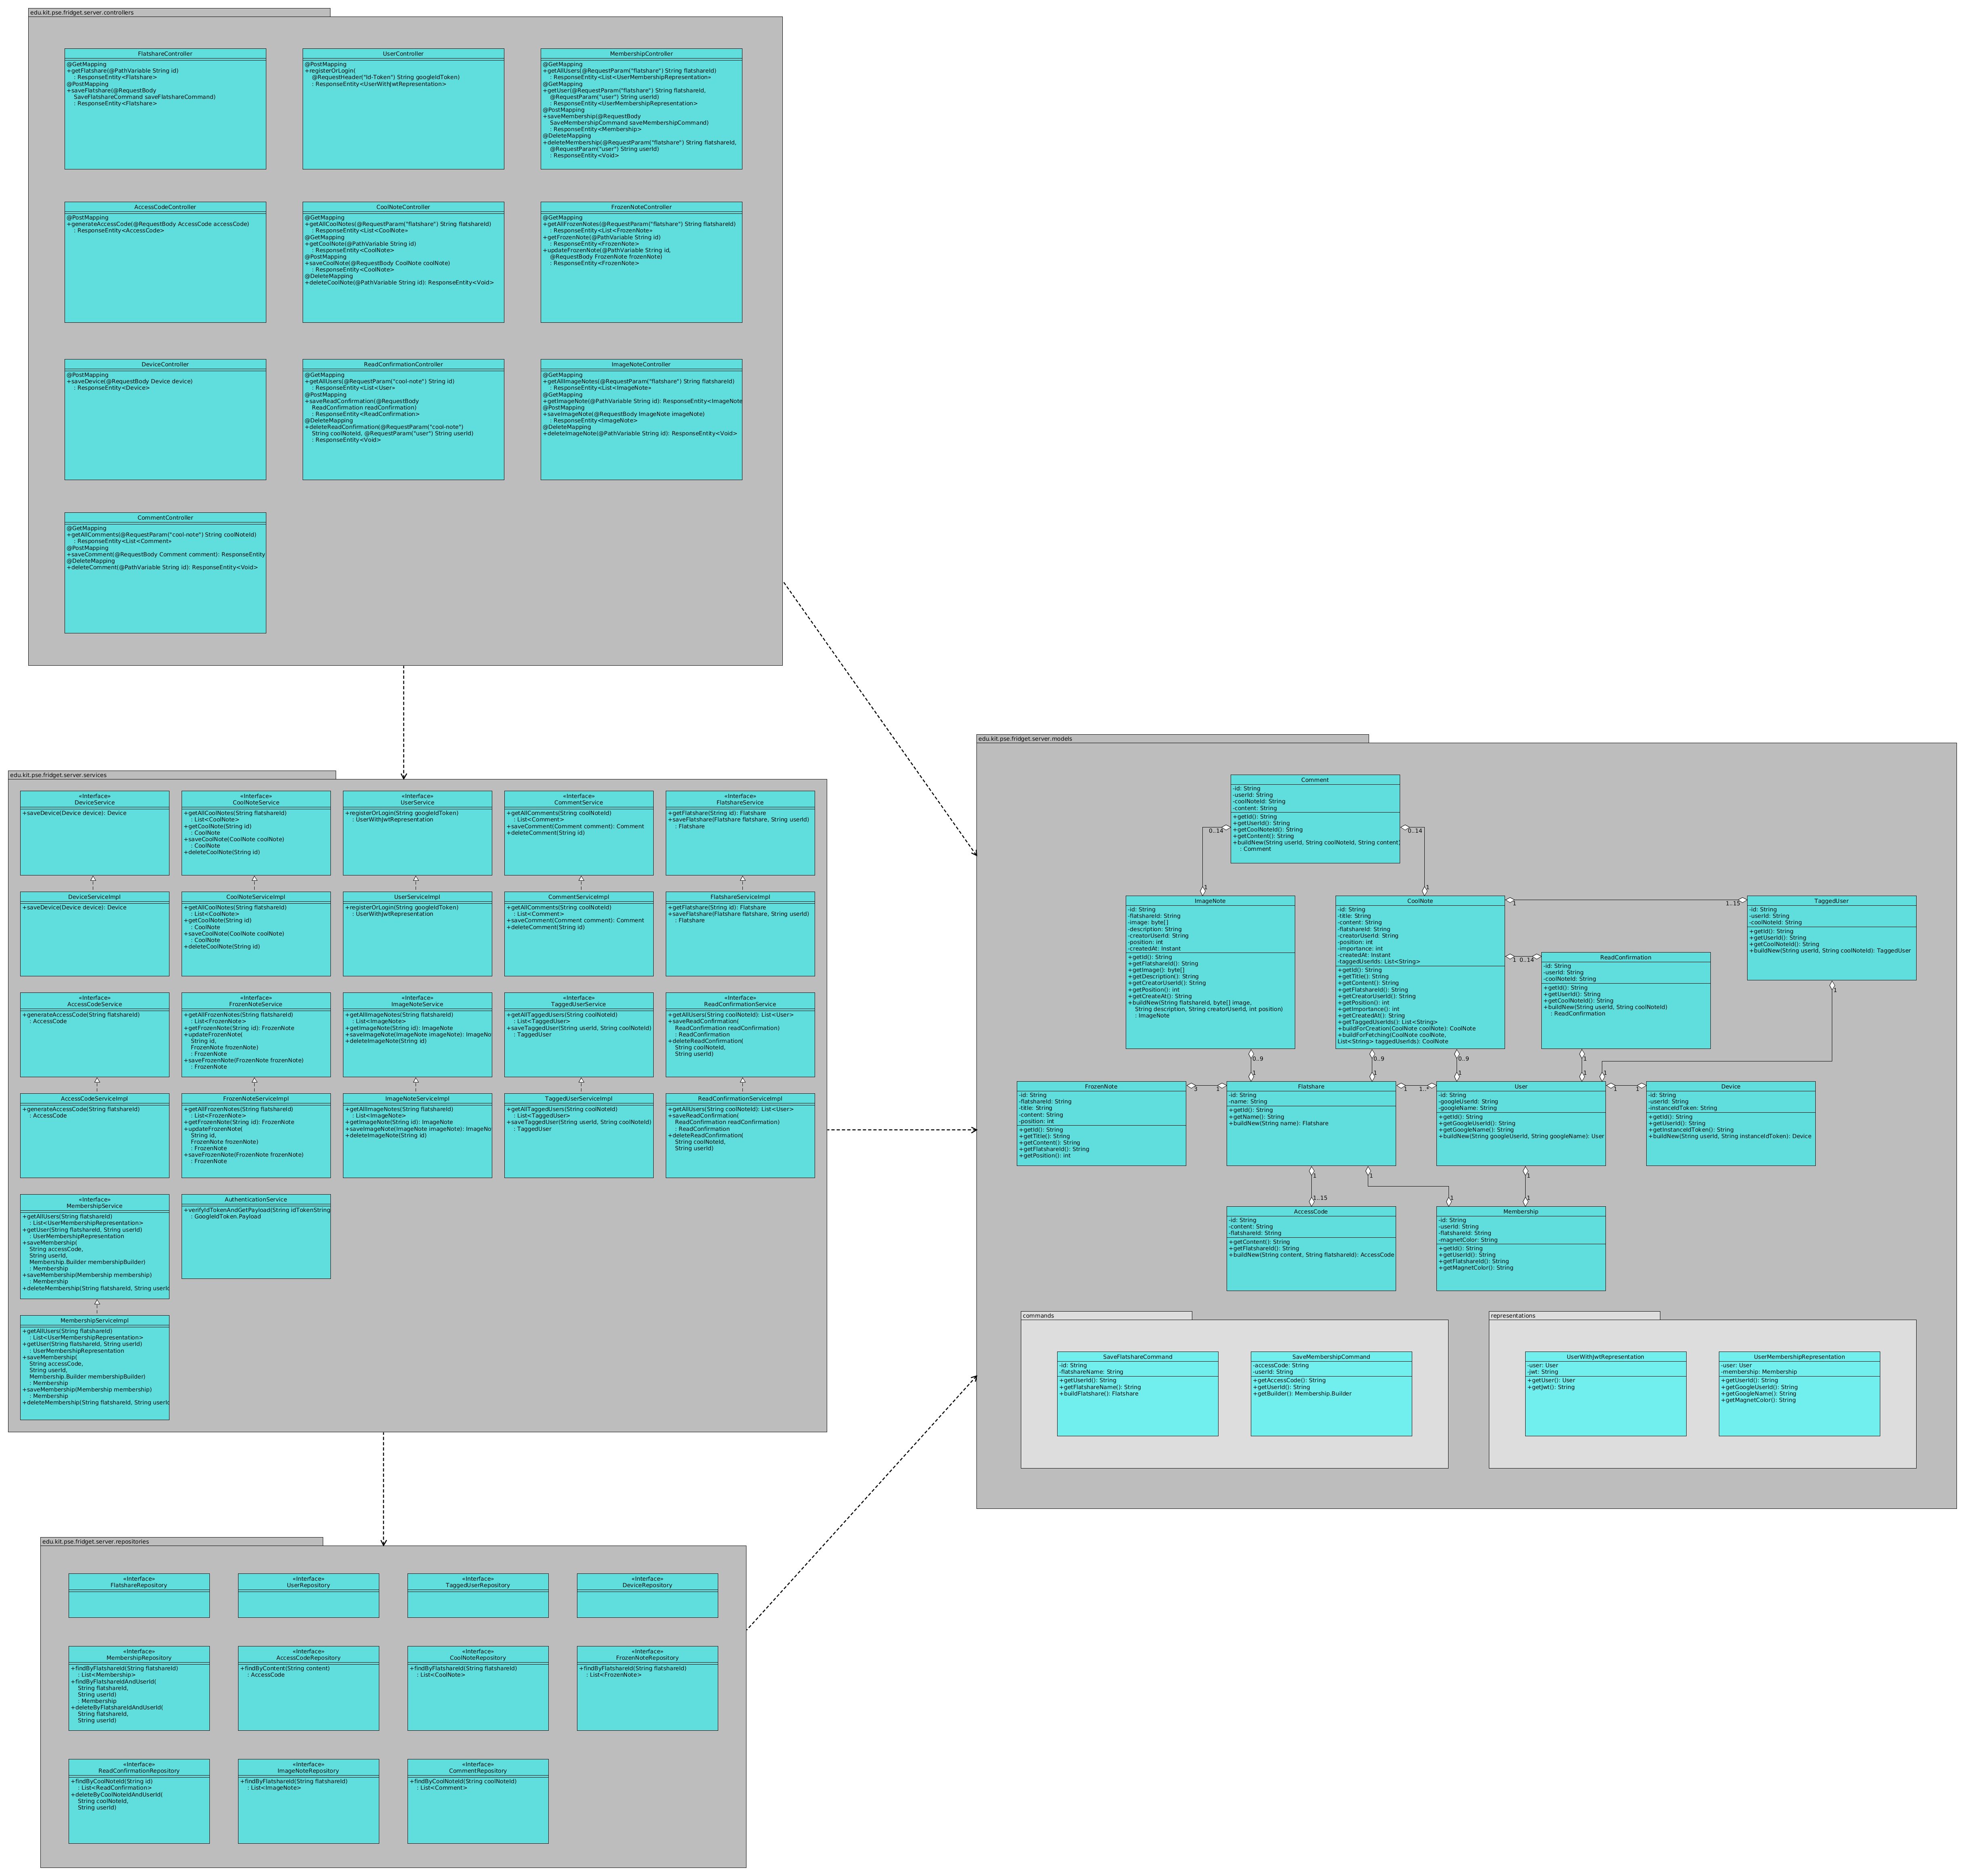 edu.kit.pse.fridget.server.controllers
FlatshareController
@GetMapping
+getFlatshare(@PathVariable String id)
: ResponseEntity<Flatshare>
@PostMapping
+saveFlatshare(@RequestBody
SaveFlatshareCommand saveFlatshareCommand)
: ResponseEntity<Flatshare>
UserController
@PostMapping
+registerOrLogin(
@RequestHeader("Id-Token") String googleIdToken)
: ResponseEntity<UserWithJwtRepresentation>
MembershipController
@GetMapping
+getAllUsers(@RequestParam("flatshare") String flatshareId)
: ResponseEntity<List<UserMembershipRepresentation»
@GetMapping
+getUser(@RequestParam("flatshare") String flatshareId,
@RequestParam("user") String userId)
: ResponseEntity<UserMembershipRepresentation>
@PostMapping
+saveMembership(@RequestBody
SaveMembershipCommand saveMembershipCommand)
: ResponseEntity<Membership>
@DeleteMapping
+deleteMembership(@RequestParam("flatshare") String flatshareId,
@RequestParam("user") String userId)
: ResponseEntity<Void>
AccessCodeController
@PostMapping
+generateAccessCode(@RequestBody AccessCode accessCode)
: ResponseEntity<AccessCode>
CoolNoteController
@GetMapping
+getAllCoolNotes(@RequestParam("flatshare") String flatshareId)
: ResponseEntity<List<CoolNote»
@GetMapping
+getCoolNote(@PathVariable String id)
: ResponseEntity<CoolNote>
@PostMapping
+saveCoolNote(@RequestBody CoolNote coolNote)
: ResponseEntity<CoolNote>
@DeleteMapping
+deleteCoolNote(@PathVariable String id): ResponseEntity<Void>
FrozenNoteController
@GetMapping
+getAllFrozenNotes(@RequestParam("flatshare") String flatshareId)
: ResponseEntity<List<FrozenNote»
+getFrozenNote(@PathVariable String id)
: ResponseEntity<FrozenNote>
+updateFrozenNote(@PathVariable String id,
@RequestBody FrozenNote frozenNote)
: ResponseEntity<FrozenNote>
DeviceController
@PostMapping
+saveDevice(@RequestBody Device device)
: ResponseEntity<Device>
ReadConfirmationController
@GetMapping
+getAllUsers(@RequestParam("cool-note") String id)
: ResponseEntity<List<User»
@PostMapping
+saveReadConfirmation(@RequestBody
ReadConfirmation readConfirmation)
: ResponseEntity<ReadConfirmation>
@DeleteMapping
+deleteReadConfirmation(@RequestParam("cool-note")
String coolNoteId, @RequestParam("user") String userId)
: ResponseEntity<Void>
ImageNoteController
@GetMapping
+getAllImageNotes(@RequestParam("flatshare") String flatshareId)
: ResponseEntity<List<ImageNote»
@GetMapping
+getImageNote(@PathVariable String id): ResponseEntity<ImageNote
@PostMapping
+saveImageNote(@RequestBody ImageNote imageNote)
: ResponseEntity<ImageNote>
@DeleteMapping
+deleteImageNote(@PathVariable String id): ResponseEntity<Void>
CommentController
@GetMapping
+getAllComments(@RequestParam("cool-note") String coolNoteId)
: ResponseEntity<List<Comment»
@PostMapping
+saveComment(@RequestBody Comment comment): ResponseEntity
@DeleteMapping
+deleteComment(@PathVariable String id): ResponseEntity<Void>
edu.kit.pse.fridget.server.services
«Interface»
DeviceService
+saveDevice(Device device): Device
«Interface»
CoolNoteService
+getAllCoolNotes(String flatshareId)
: List<CoolNote>
+getCoolNote(String id)
: CoolNote
+saveCoolNote(CoolNote coolNote)
: CoolNote
+deleteCoolNote(String id)
«Interface»
UserService
+registerOrLogin(String googleIdToken)
: UserWithJwtRepresentation
«Interface»
CommentService
+getAllComments(String coolNoteId)
: List<Comment>
+saveComment(Comment comment): Comment
+deleteComment(String id)
«Interface»
FlatshareService
+getFlatshare(String id): Flatshare
+saveFlatshare(Flatshare flatshare, String userId)
: Flatshare
DeviceServiceImpl
+saveDevice(Device device): Device
CoolNoteServiceImpl
+getAllCoolNotes(String flatshareId)
: List<CoolNote>
+getCoolNote(String id)
: CoolNote
+saveCoolNote(CoolNote coolNote)
: CoolNote
+deleteCoolNote(String id)
UserServiceImpl
+registerOrLogin(String googleIdToken)
: UserWithJwtRepresentation
CommentServiceImpl
+getAllComments(String coolNoteId)
: List<Comment>
+saveComment(Comment comment): Comment
+deleteComment(String id)
FlatshareServiceImpl
+getFlatshare(String id): Flatshare
+saveFlatshare(Flatshare flatshare, String userId)
: Flatshare
«Interface»
AccessCodeService
+generateAccessCode(String flatshareId)
: AccessCode
«Interface»
FrozenNoteService
+getAllFrozenNotes(String flatshareId)
: List<FrozenNote>
+getFrozenNote(String id): FrozenNote
+updateFrozenNote(
String id,
FrozenNote frozenNote)
: FrozenNote
+saveFrozenNote(FrozenNote frozenNote)
: FrozenNote
«Interface»
ImageNoteService
+getAllImageNotes(String flatshareId)
: List<ImageNote>
+getImageNote(String id): ImageNote
+saveImageNote(ImageNote imageNote): ImageNo
+deleteImageNote(String id)
«Interface»
TaggedUserService
+getAllTaggedUsers(String coolNoteId)
: List<TaggedUser>
+saveTaggedUser(String userId, String coolNoteId)
: TaggedUser
«Interface»
ReadConfirmationService
+getAllUsers(String coolNoteId): List<User>
+saveReadConfirmation(
ReadConfirmation readConfirmation)
: ReadConfirmation
+deleteReadConfirmation(
String coolNoteId,
String userId)
AccessCodeServiceImpl
+generateAccessCode(String flatshareId)
: AccessCode
FrozenNoteServiceImpl
+getAllFrozenNotes(String flatshareId)
: List<FrozenNote>
+getFrozenNote(String id): FrozenNote
+updateFrozenNote(
String id,
FrozenNote frozenNote)
: FrozenNote
+saveFrozenNote(FrozenNote frozenNote)
: FrozenNote
ImageNoteServiceImpl
+getAllImageNotes(String flatshareId)
: List<ImageNote>
+getImageNote(String id): ImageNote
+saveImageNote(ImageNote imageNote): ImageNo
+deleteImageNote(String id)
TaggedUserServiceImpl
+getAllTaggedUsers(String coolNoteId)
: List<TaggedUser>
+saveTaggedUser(String userId, String coolNoteId)
: TaggedUser
ReadConfirmationServiceImpl
+getAllUsers(String coolNoteId): List<User>
+saveReadConfirmation(
ReadConfirmation readConfirmation)
: ReadConfirmation
+deleteReadConfirmation(
String coolNoteId,
String userId)
«Interface»
MembershipService
+getAllUsers(String flatshareId)
: List<UserMembershipRepresentation>
+getUser(String flatshareId, String userId)
: UserMembershipRepresentation
+saveMembership(
String accessCode,
String userId,
Membership.Builder membershipBuilder)
: Membership
+saveMembership(Membership membership)
: Membership
+deleteMembership(String flatshareId, String userId
AuthenticationService
+verifyIdTokenAndGetPayload(String idTokenString
: GoogleIdToken.Payload
MembershipServiceImpl
+getAllUsers(String flatshareId)
: List<UserMembershipRepresentation>
+getUser(String flatshareId, String userId)
: UserMembershipRepresentation
+saveMembership(
String accessCode,
String userId,
Membership.Builder membershipBuilder)
: Membership
+saveMembership(Membership membership)
: Membership
+deleteMembership(String flatshareId, String userId
edu.kit.pse.fridget.server.repositories
«Interface»
FlatshareRepository
«Interface»
UserRepository
«Interface»
TaggedUserRepository
«Interface»
DeviceRepository
«Interface»
MembershipRepository
+findByFlatshareId(String flatshareId)
: List<Membership>
+findByFlatshareIdAndUserId(
String flatshareId,
String userId)
: Membership
+deleteByFlatshareIdAndUserId(
String flatshareId,
String userId)
«Interface»
AccessCodeRepository
+findByContent(String content)
: AccessCode
«Interface»
CoolNoteRepository
+findByFlatshareId(String flatshareId)
: List<CoolNote>
«Interface»
FrozenNoteRepository
+findByFlatshareId(String flatshareId)
: List<FrozenNote>
«Interface»
ReadConfirmationRepository
+findByCoolNoteId(String id)
: List<ReadConfirmation>
+deleteByCoolNoteIdAndUserId(
String coolNoteId,
String userId)
«Interface»
ImageNoteRepository
+findByFlatshareId(String flatshareId)
: List<ImageNote>
«Interface»
CommentRepository
+findByCoolNoteId(String coolNoteId)
: List<Comment>
edu.kit.pse.fridget.server.models
Comment
-id: String
-userId: String
-coolNoteId: String
-content: String
+getId(): String
+getUserId(): String
+getCoolNoteId(): String
+getContent(): String
+buildNew(String userId, String coolNoteId, String content)
: Comment
0..14
0..14
1
1
ImageNote
-id: String
-flatshareId: String
-image: byte[]
-description: String
-creatorUserId: String
-position: int
-createdAt: Instant
+getId(): String
+getFlatshareId(): String
+getImage(): byte[]
+getDescription(): String
+getCreatorUserId(): String
+getPosition(): int
+getCreateAt(): String
+buildNew(String flatshareId, byte[] image,
String description, String creatorUserId, int position)
: ImageNote
CoolNote
-id: String
-title: String
-content: String
-flatshareId: String
-creatorUserId: String
-position: int
-importance: int
-createdAt: Instant
-taggedUserIds: List<String>
+getId(): String
+getTitle(): String
+getContent(): String
+getFlatshareId(): String
+getCreatorUserId(): String
+getPosition(): int
+getImportance(): int
+getCreatedAt(): String
+getTaggedUserIds(): List<String>
+buildForCreation(CoolNote coolNote): CoolNote
+buildForFetching(CoolNote coolNote,
List<String> taggedUserIds): CoolNote
1
1..15
TaggedUser
-id: String
-userId: String
-coolNoteId: String
+getId(): String
+getUserId(): String
+getCoolNoteId(): String
+buildNew(String userId, String coolNoteId): TaggedUser
1
0..14
ReadConfirmation
-id: String
-userId: String
-coolNoteId: String
+getId(): String
+getUserId(): String
+getCoolNoteId(): String
+buildNew(String userId, String coolNoteId)
: ReadConfirmation
1
0..9
0..9
0..9
1
1
1
1
1
1
FrozenNote
-id: String
-flatshareId: String
-title: String
-content: String
-position: int
+getId(): String
+getTitle(): String
+getContent(): String
+getFlatshareId(): String
+getPosition(): int
3
1
Flatshare
-id: String
-name: String
+getId(): String
+getName(): String
+buildNew(String name): Flatshare
1
1..*
User
-id: String
-googleUserId: String
-googleName: String
+getId(): String
+getGoogleUserId(): String
+getGoogleName(): String
+buildNew(String googleUserId, String googleName): User
1
1
Device
-id: String
-userId: String
-instanceIdToken: String
+getId(): String
+getUserId(): String
+getInstanceIdToken(): String
+buildNew(String userId, String instanceIdToken): Device
1
1
1
1..15
1
1
AccessCode
-id: String
-content: String
-flatshareId: String
+getContent(): String
+getFlatshareId(): String
+buildNew(String content, String flatshareId): AccessCode
Membership
-id: String
-userId: String
-flatshareId: String
-magnetColor: String
+getId(): String
+getUserId(): String
+getFlatshareId(): String
+getMagnetColor(): String
commands
SaveFlatshareCommand
-id: String
-flatshareName: String
+getUserId(): String
+getFlatshareName(): String
+buildFlatshare(): Flatshare
SaveMembershipCommand
-accessCode: String
-userId: String
+getAccessCode(): String
+getUserId(): String
+getBuilder(): Membership.Builder
representations
UserWithJwtRepresentation
-user: User
-jwt: String
+getUser(): User
+getJwt(): String
UserMembershipRepresentation
-user: User
-membership: Membership
+getUserId(): String
+getGoogleUserId(): String
+getGoogleName(): String
+getMagnetColor(): String